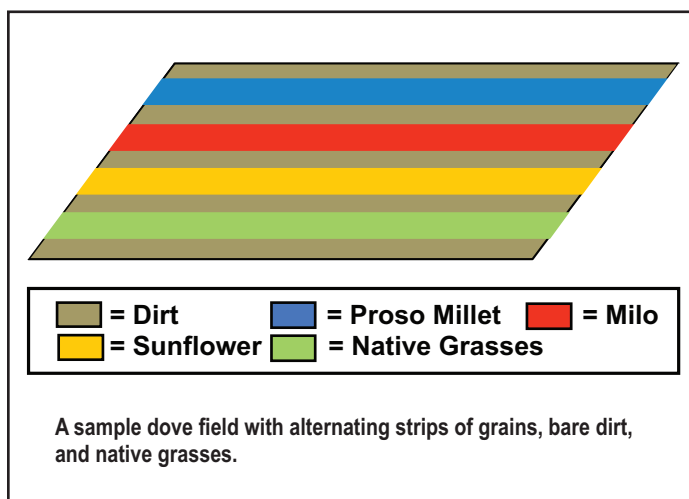 = Dirt = Proso Millet = Milo
= Sunflower = Native Grasses
A sample dove field with alternating strips of grains, bare dirt,
and native grasses.